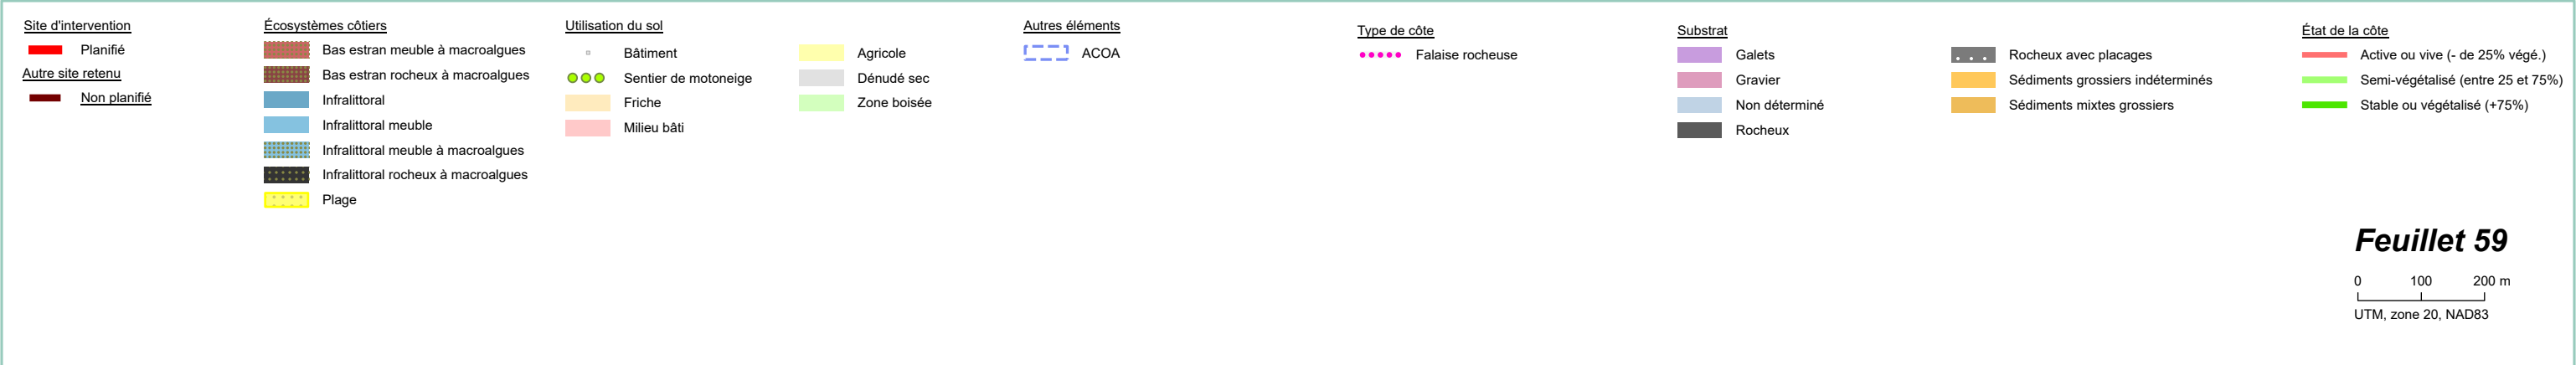 Site d'intervention
Planifié
Autre site retenu
Non planifié
Écosystèmes côtiers
Bas estran meuble à macroalgues
Bas estran rocheux à macroalgues
Infralittoral
Infralittoral meuble
Infralittoral meuble à macroalgues
Infralittoral rocheux à macroalgues
Plage
Utilisation du sol
Bâtiment
Sentier de motoneige
Friche
Milieu bâti
Agricole
Dénudé sec
Zone boisée
Autres éléments
ACOA
Type de côte
Falaise rocheuse
Substrat
Galets
Gravier
Non déterminé
Rocheux
Rocheux avec placages
Sédiments grossiers indéterminés
Sédiments mixtes grossiers
État de la côte
Active ou vive (- de 25% végé.)
Semi-végétalisé (entre 25 et 75%)
Stable ou végétalisé (+75%)
Feuillet 59
0 100 200 m
UTM, zone 20, NAD83